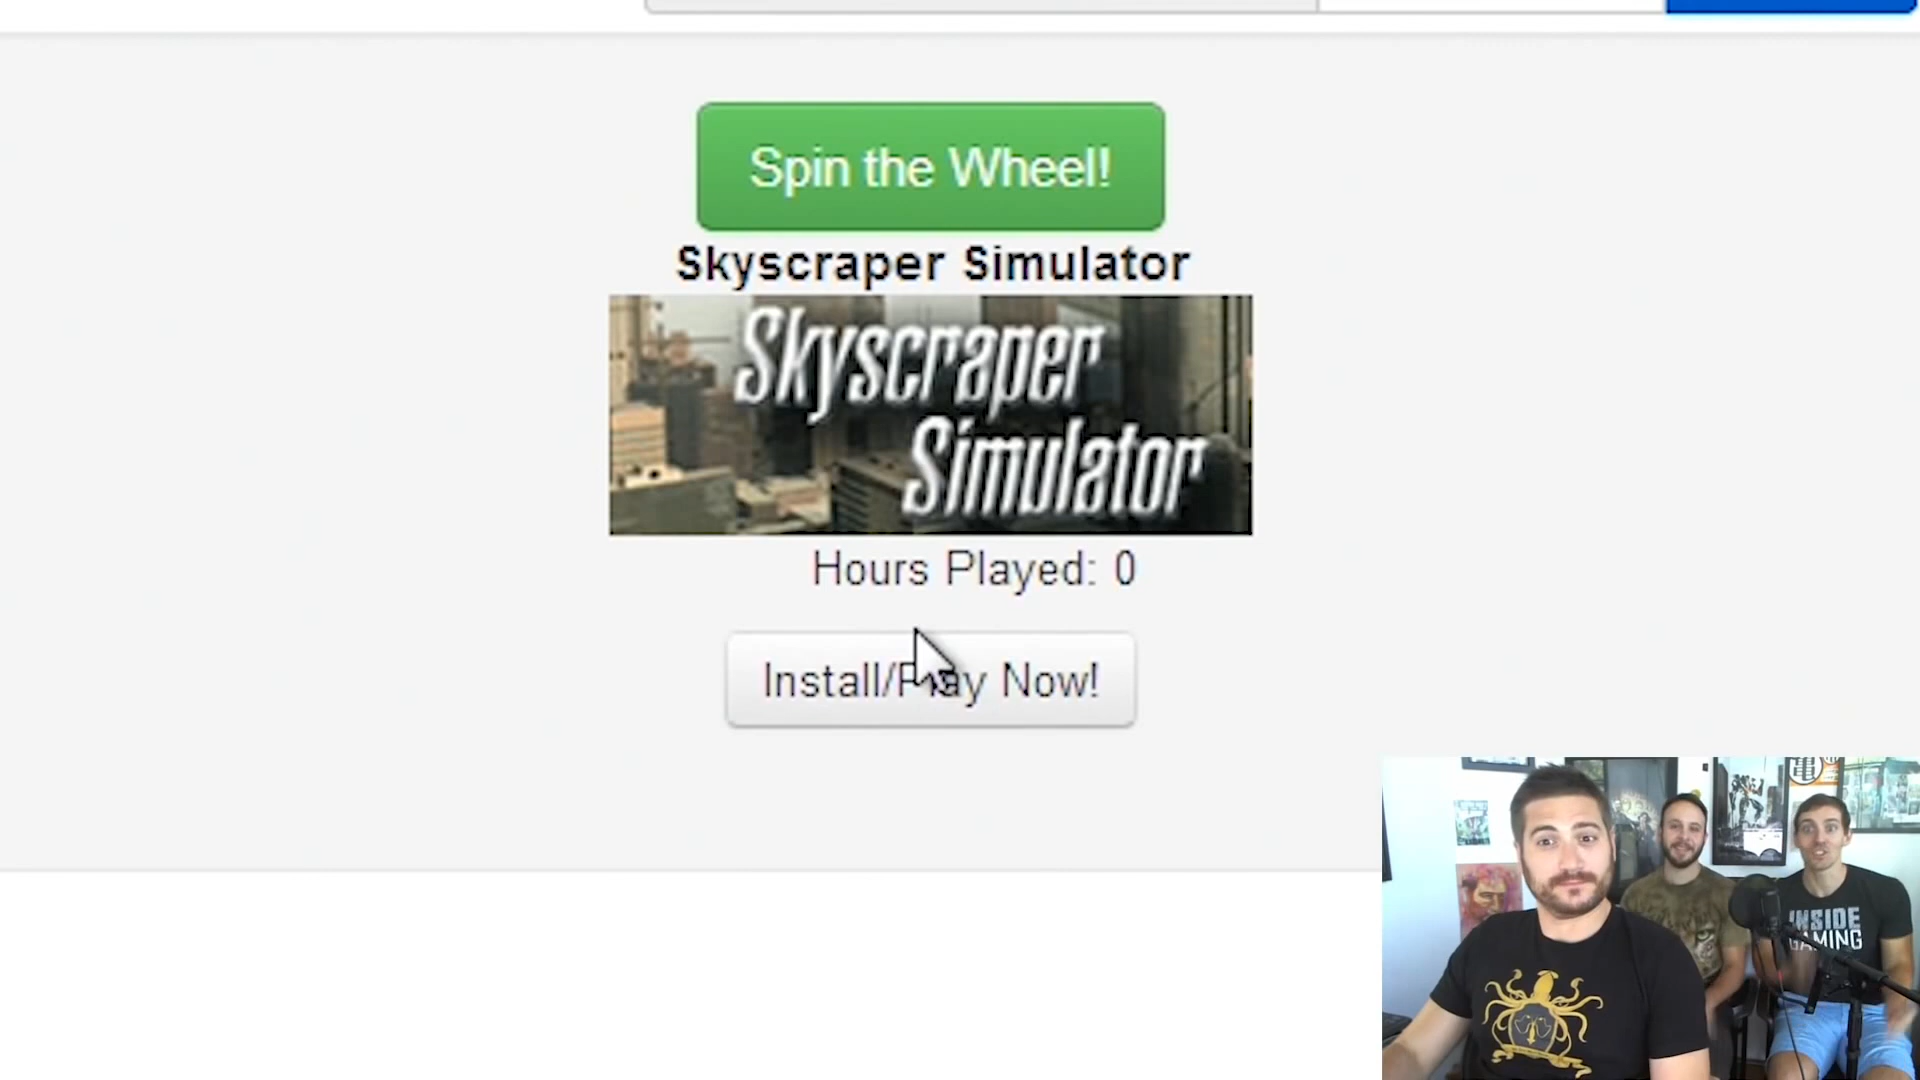 Spin the Wheel!
Skyscraper Simulator
Skyscraper
Simulator
Hours Played: 0
Install/Play Now!
INSIDE
GAMING